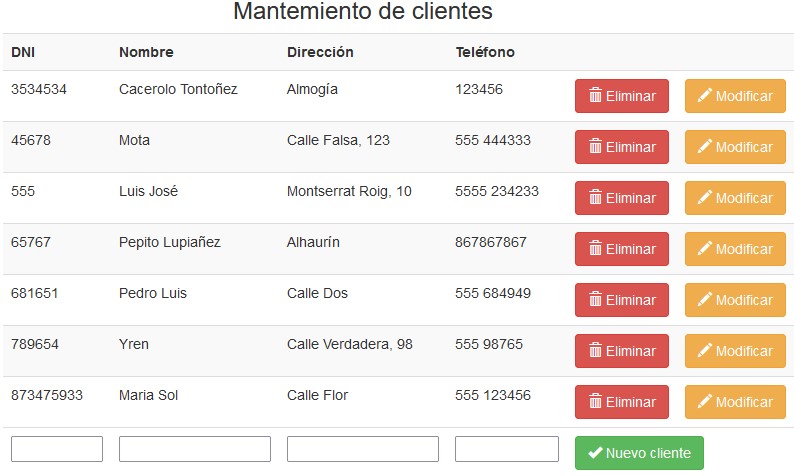 Mantemiento de clientes
DNI Nombre Dirección Teléfono
3534534 Cacerolo Tontoñez Almogía 123456 Eliminar Modificar
45678 Mota Calle Falsa, 123 555 444333 Eliminar Modificar
555 Luis José Montserrat Roig, 10 5555 234233 Eliminar Modificar
65767 Pepito Lupiañez Alhaurín 867867867 Eliminar Modificar
681651 Pedro Luis Calle Dos 555 684949 Eliminar Modificar
789654 Yren Calle Verdadera, 98 555 98765 Eliminar Modificar
873475933 Maria Sol Calle Flor 555 123456 Eliminar Modificar
Nuevo cliente